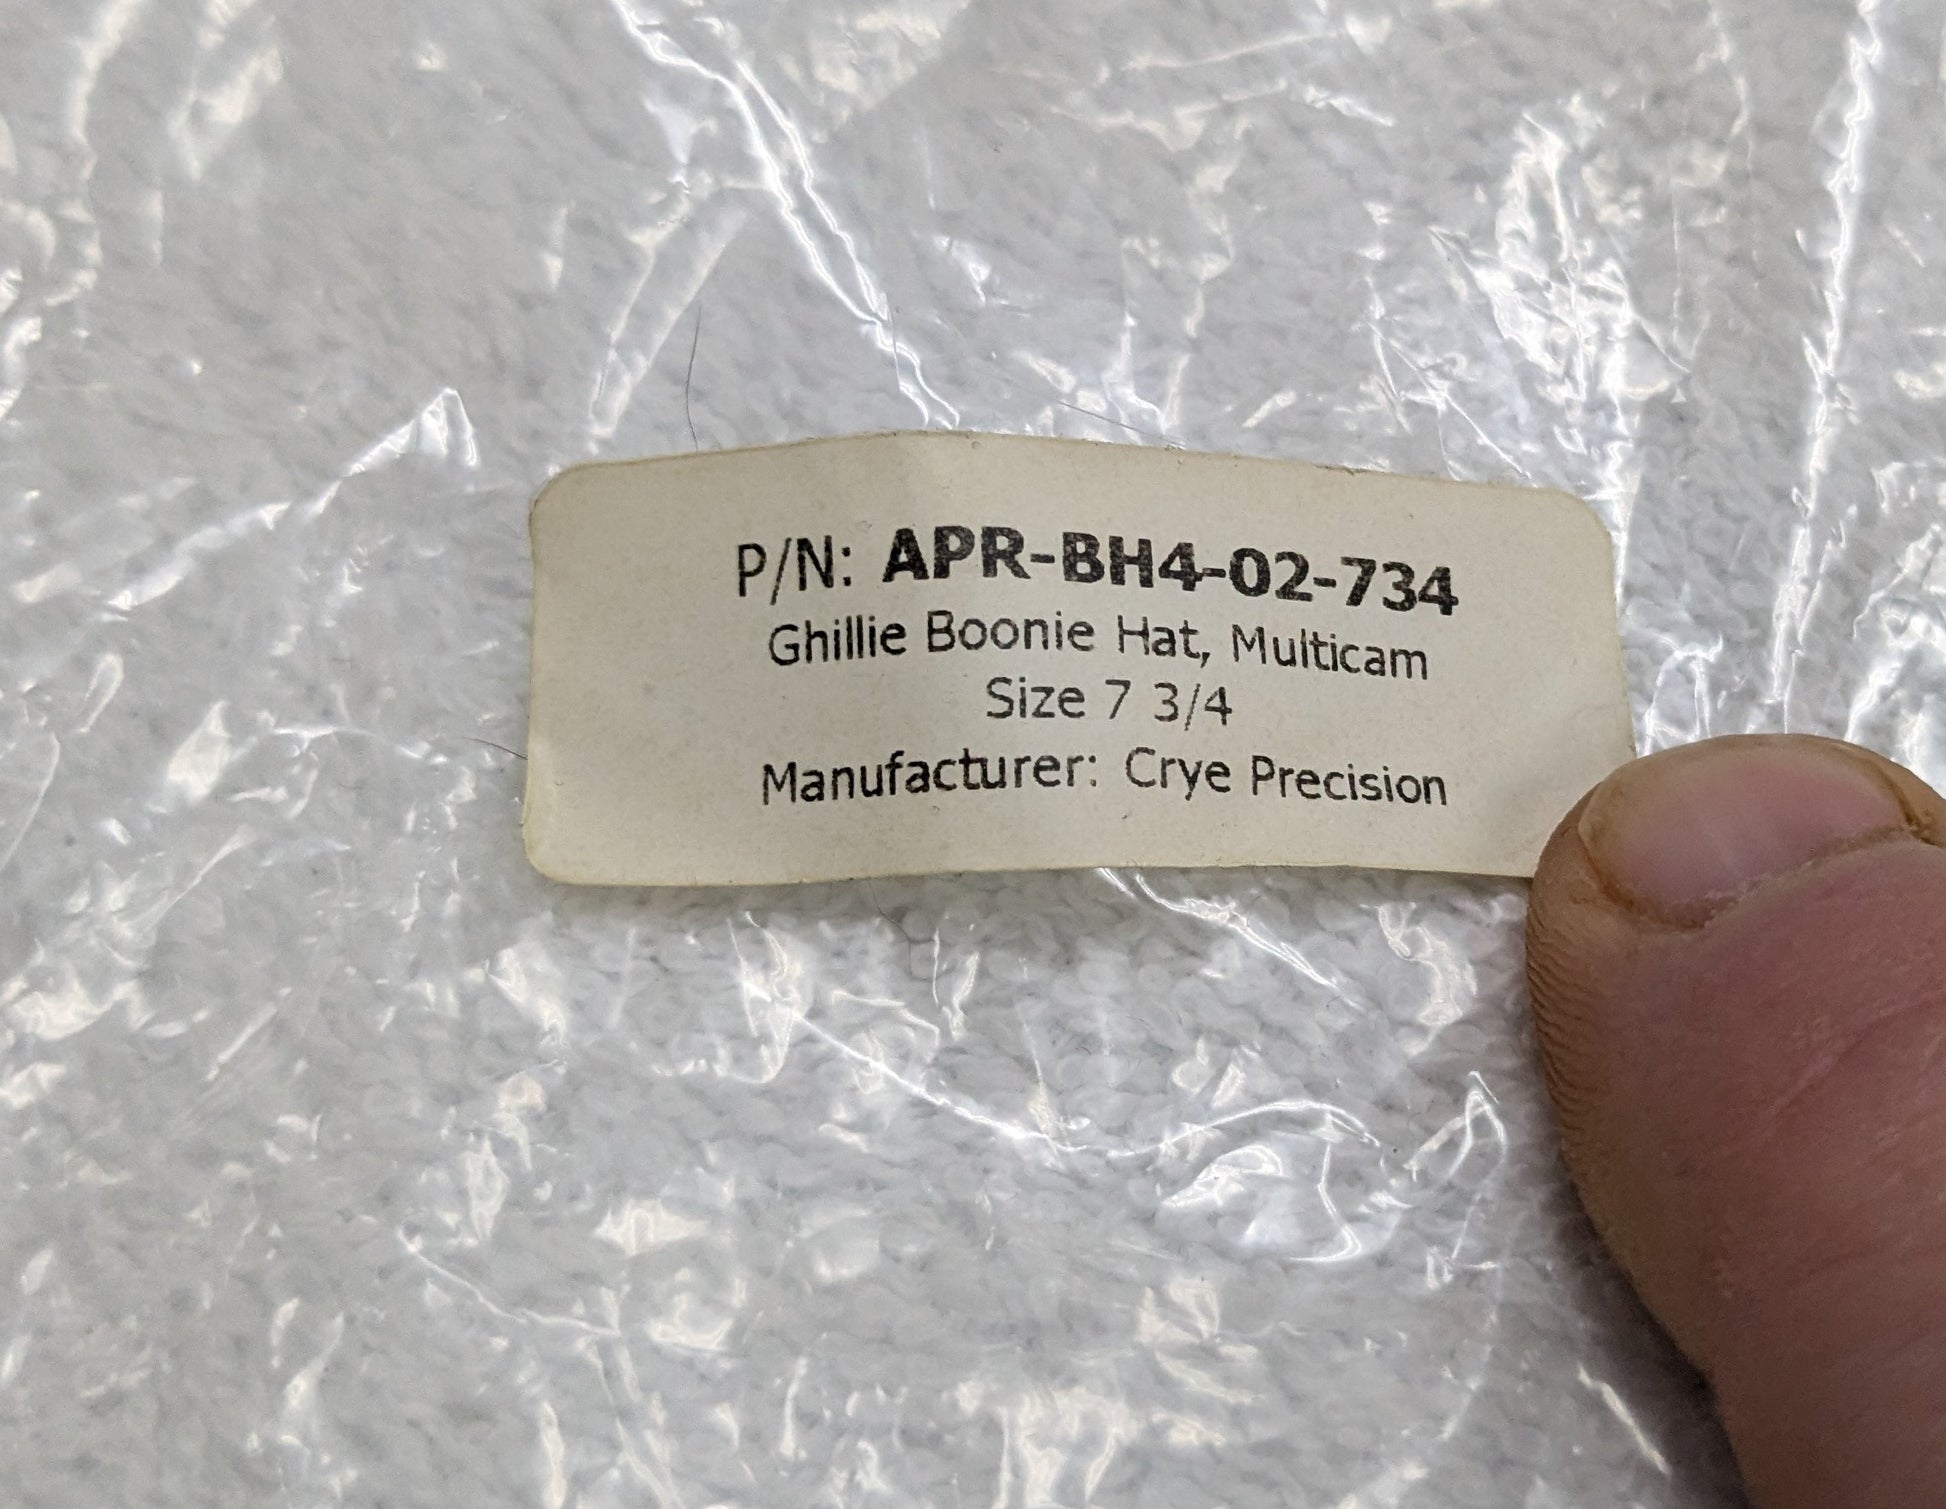 P/N: APR-BH4-02-734
Ghillie Boonie Hat, Multicam
Size 7 3/4
Manufacturer: Crye Precision